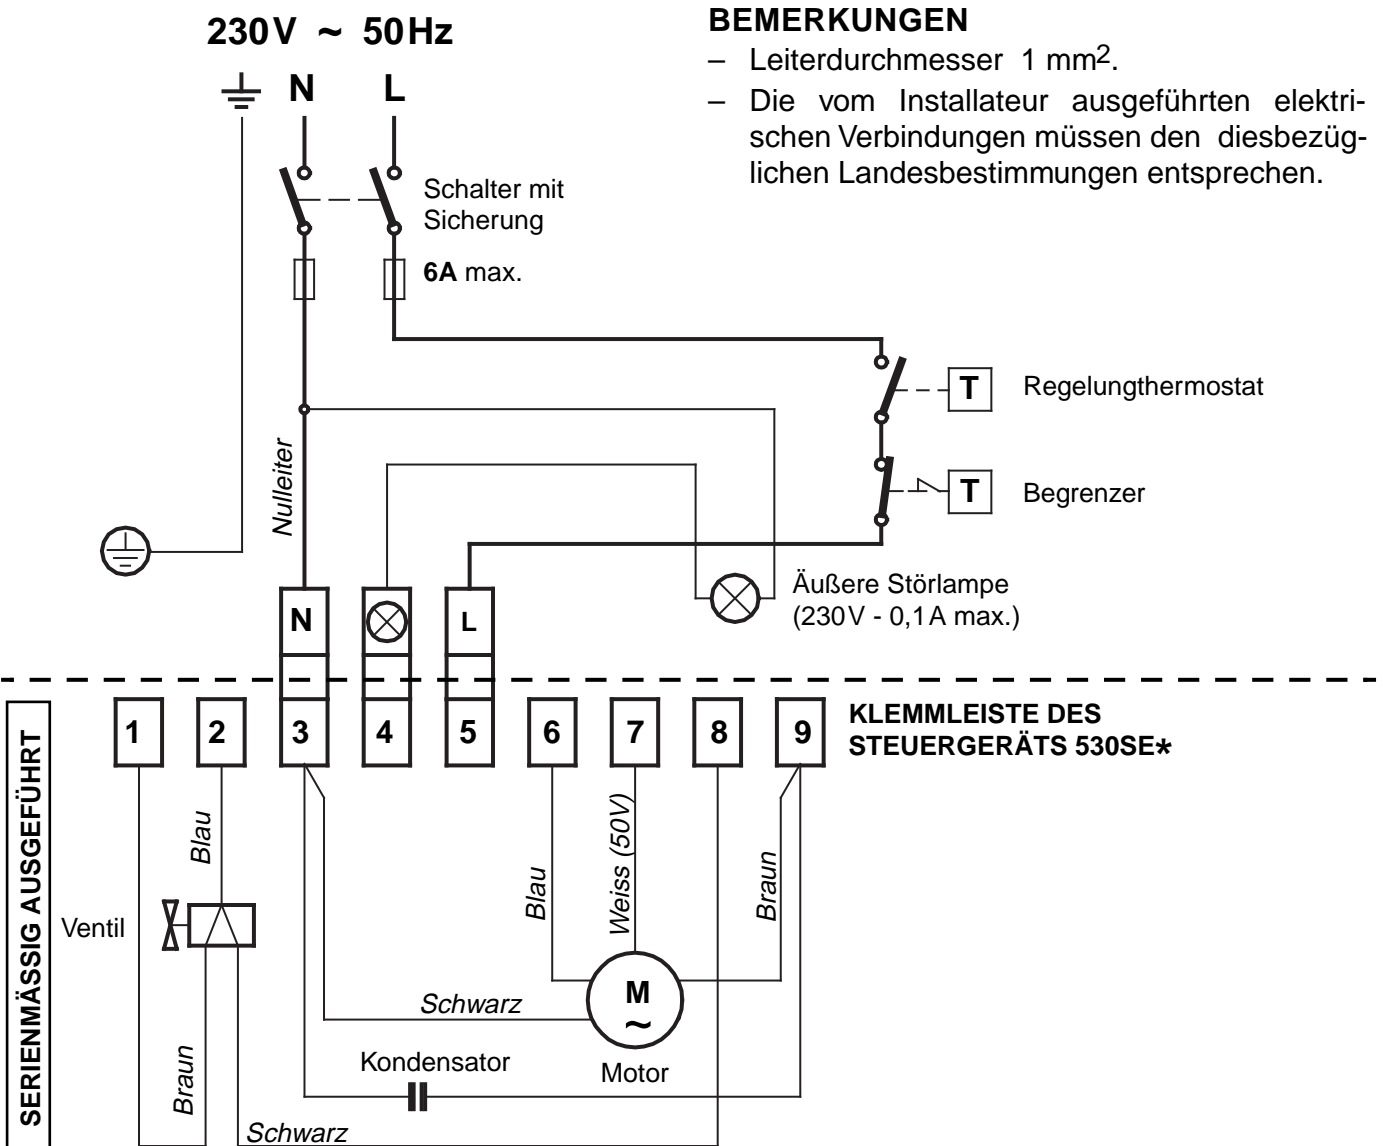 230V ~ 50Hz
N L
BEMERKUNGEN
– Leiterdurchmesser 1 mm².
– Die vom Installateur ausgeführten elektri-
schen Verbindungen müssen den diesbezüg-
lichen Landesbestimmungen entsprechen.
Schalter mit
Sicherung
6A max.
T Regelungthermostat
T Begrenzer
Nulleiter
Äußere Störlampe
(230V - 0,1A max.)
N L
1 2 3 4 5 6 7 8 9
KLEMMLEISTE DES
STEUERGERÄTS 530SE*
SERIENMÄSSIG AUSGEFÜHRT
Blau
Ventil
Braun
Schwarz
Blau
Weiss (50V)
Braun
Schwarz
M
~
Motor
Kondensator